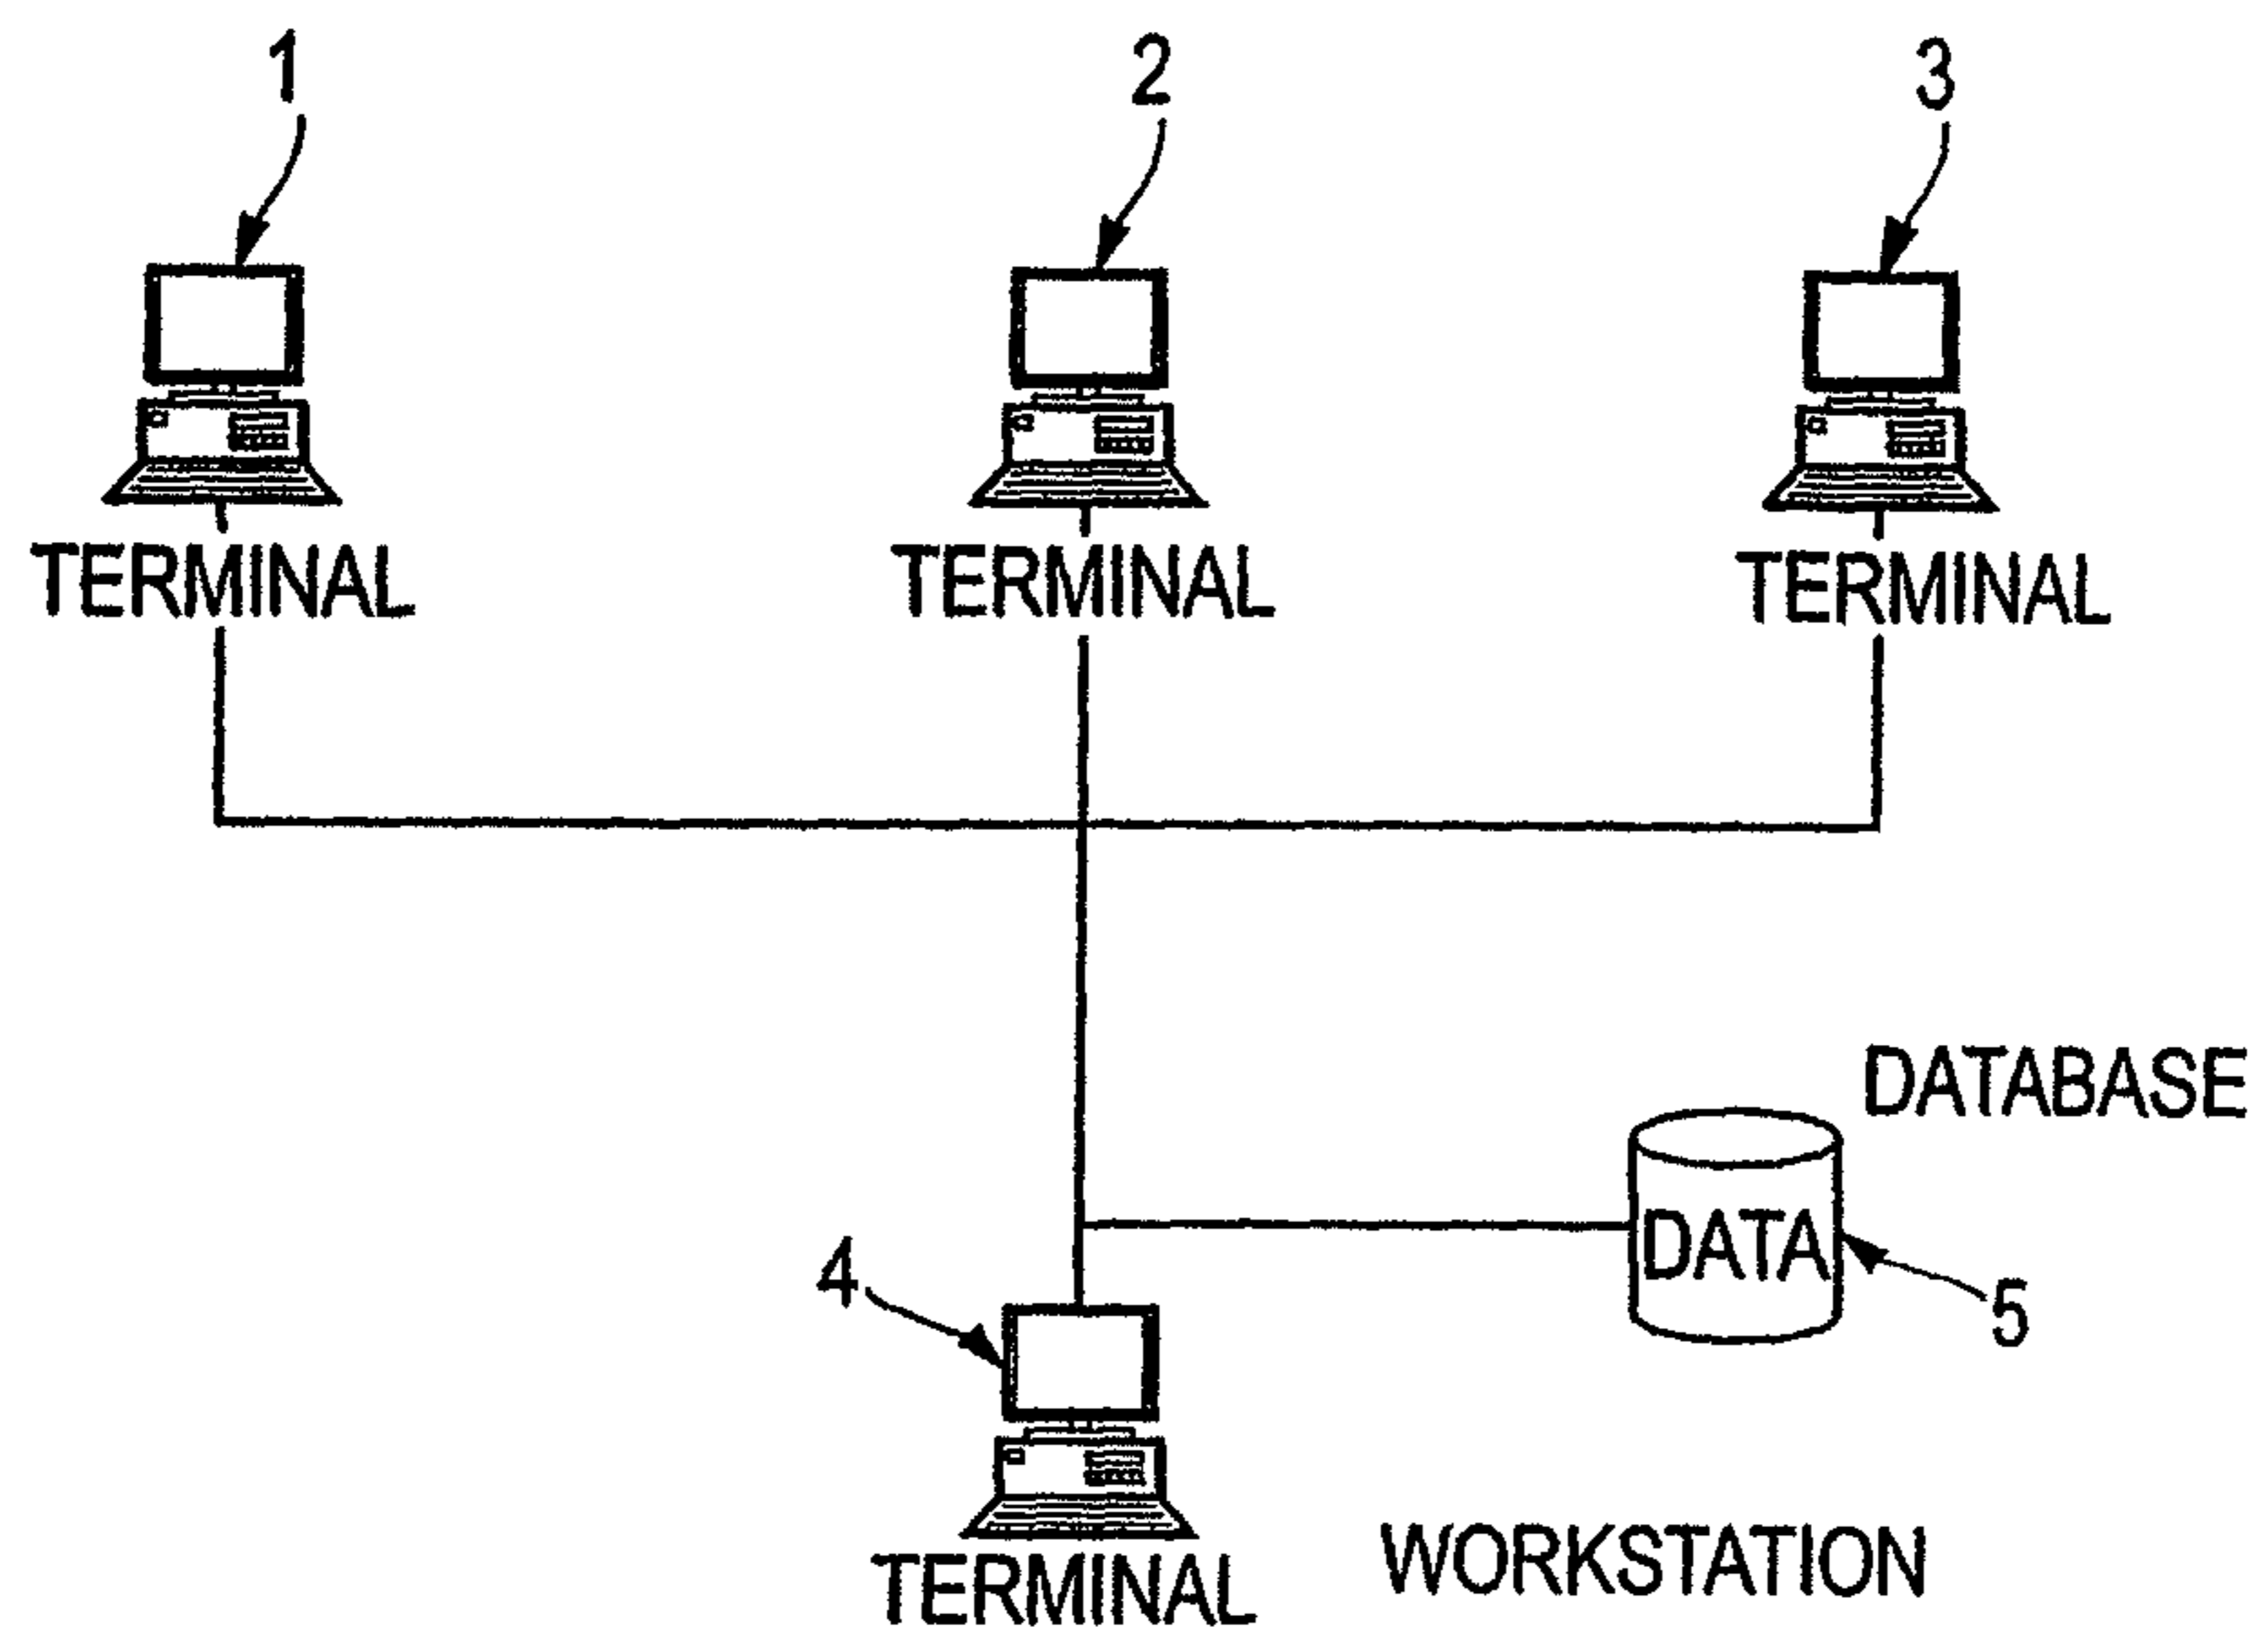 1
2
3
TERMINAL
TERMINAL
TERMINAL
DATABASE
DATA
4
5
TERMINAL
WORKSTATION